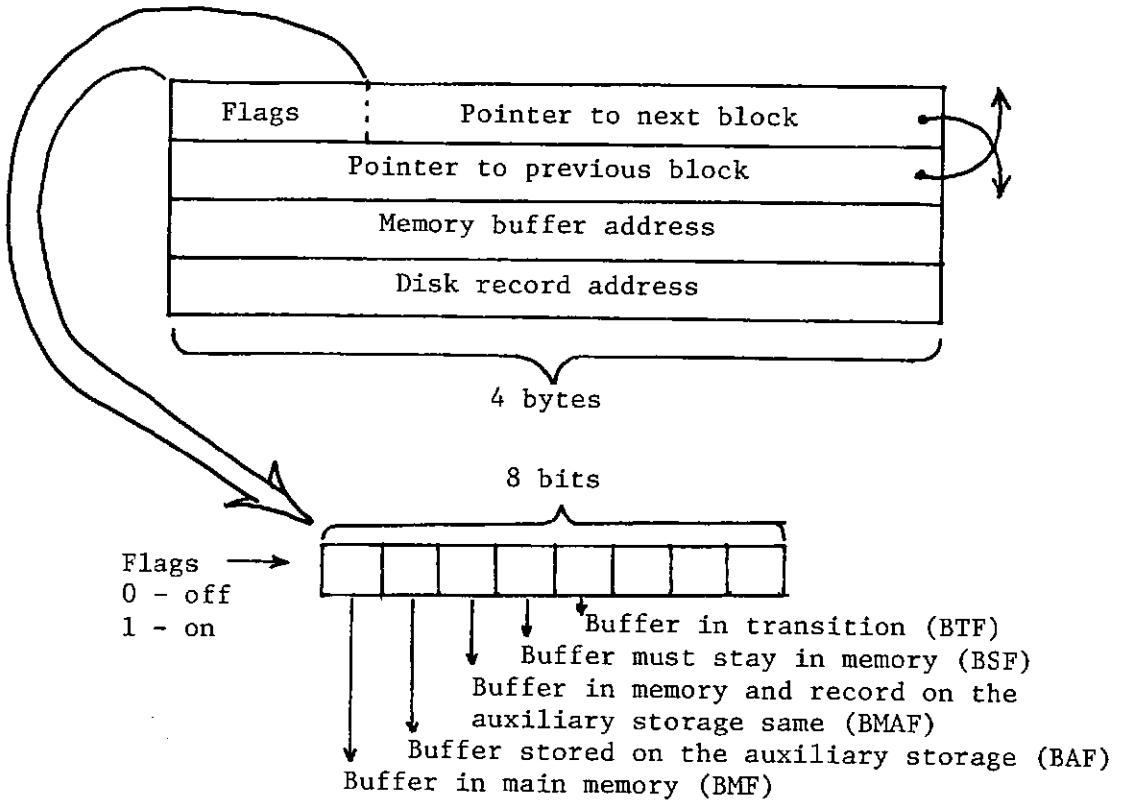 Flags
Pointer to next block
Pointer to previous block
Memory buffer address
Disk record address
4 bytes
8 bits
Flags
0 - off
1 - on
Buffer in transition (BTF)
Buffer must stay in memory (BSF)
Buffer in memory and record on the
auxiliary storage same (BMAF)
Buffer stored on the auxiliary storage (BAF)
Buffer in main memory (BMF)